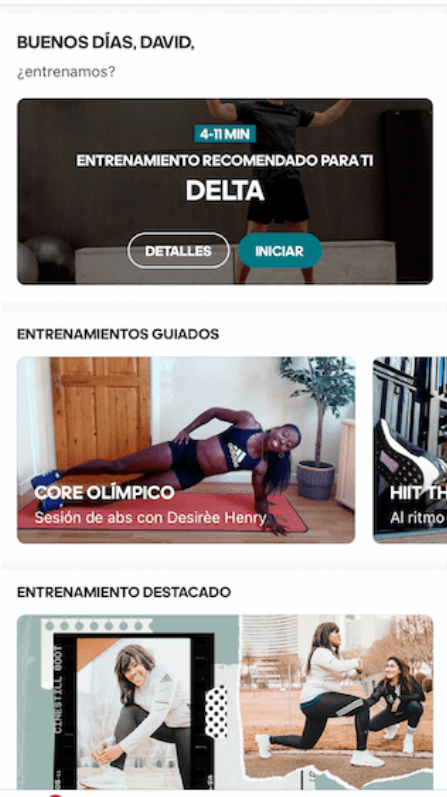 BUENOS DÍAS, DAVID,
¿entrenamos?
4-11 MIN
ENTRENAMIENTO RECOMENDADO PARA TI
DELTA
DETALLES
INICIAR
ENTRENAMIENTOS GUIADOS
CORE OLÍMPICO
Sesión de abs con Desirèe Henry
HIIT TH
Al ritmo
ENTRENAMIENTO DESTACADO
CINESTILL 800T